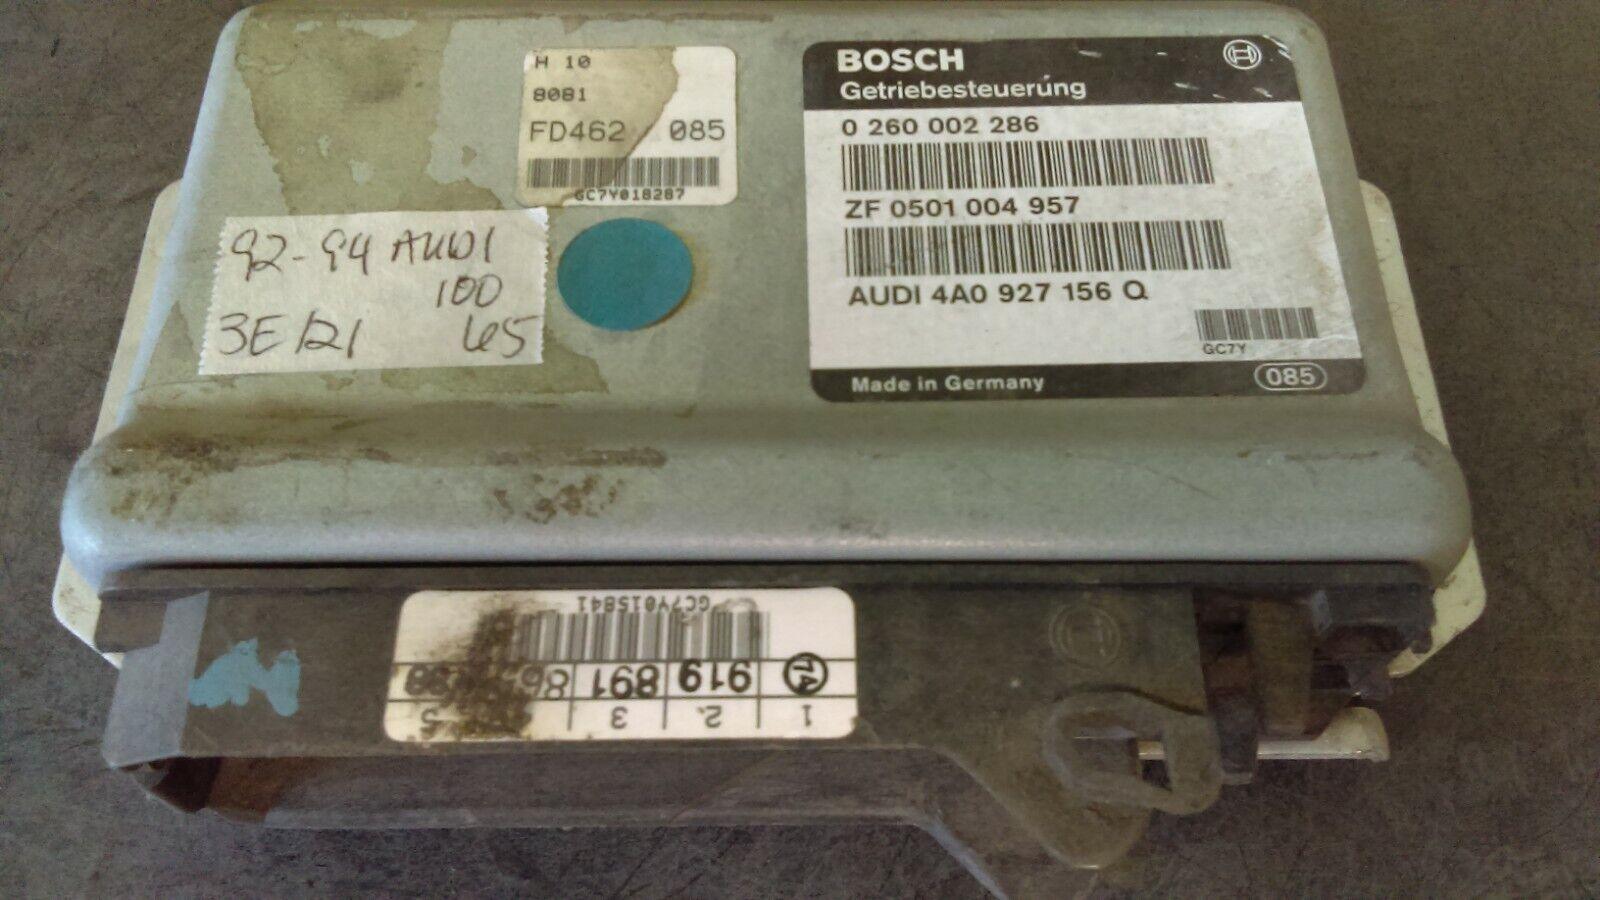 H 10
8081
FD462 085
GC7Y018287
92-94 AUDI
100
3E121 65
BOSCH
Getriebesteuerung
0 260 002 286
ZF 0501 004 957
AUDI 4A0 927 156 Q
GC7Y
Made in Germany 085
GC7Y015841
74 919 891
1 2. 3 5